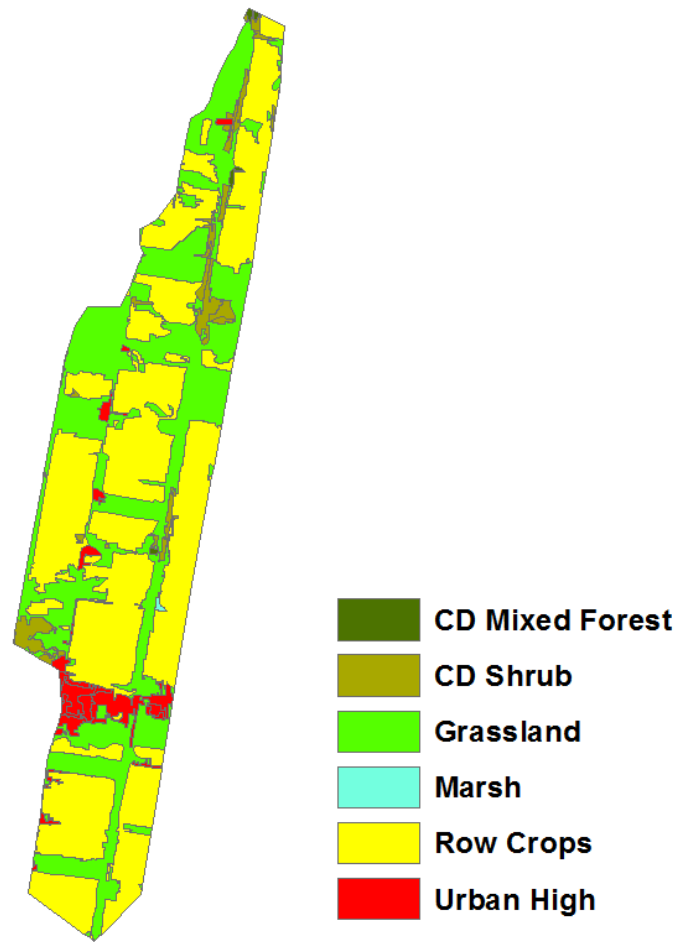 CD Mixed Forest
CD Shrub
Grassland
Marsh
Row Crops
Urban High